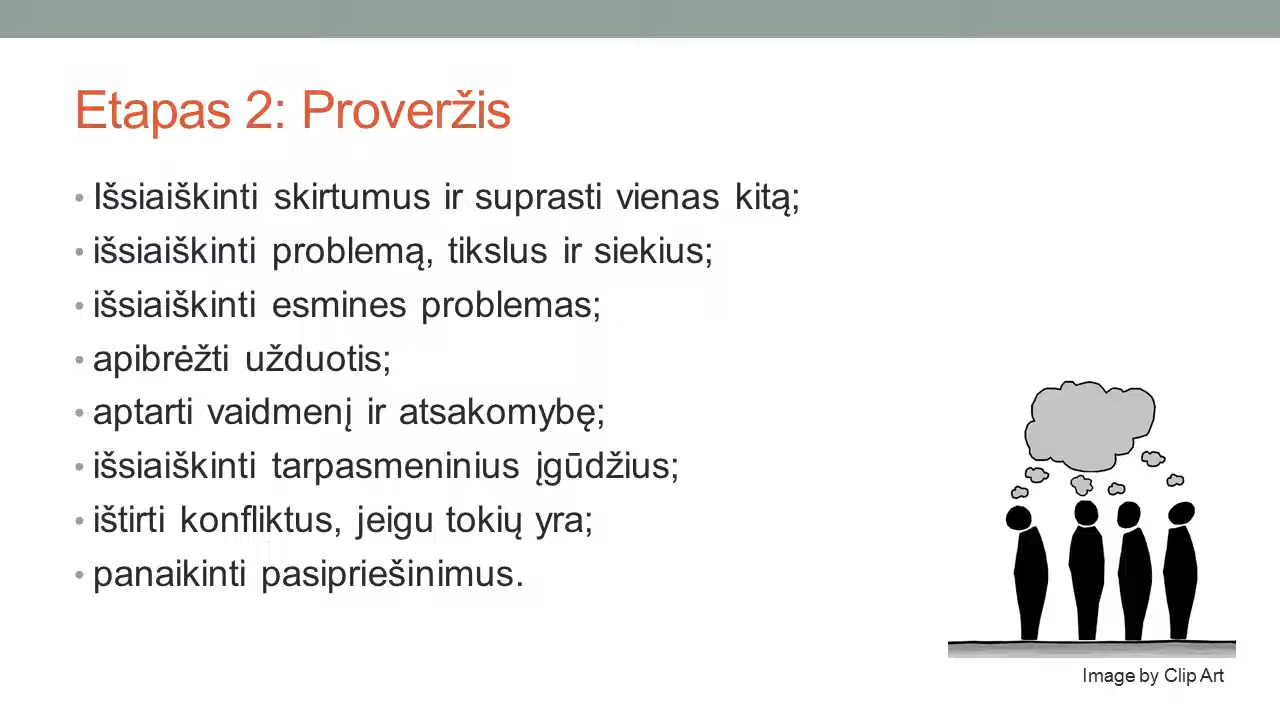 Etapas 2: Proveržis
• Išsiaiškinti skirtumus ir suprasti vienas kitą;
• išsiaiškinti problemą, tikslus ir siekius;
• išsiaiškinti esmines problemas;
• apibrėžti užduotis;
• aptarti vaidmenį ir atsakomybę;
• išsiaiškinti tarpasmeninius įgūdžius;
• ištirti konfliktus, jeigu tokių yra;
• panaikinti pasipriešinimus.
Image by Clip Art